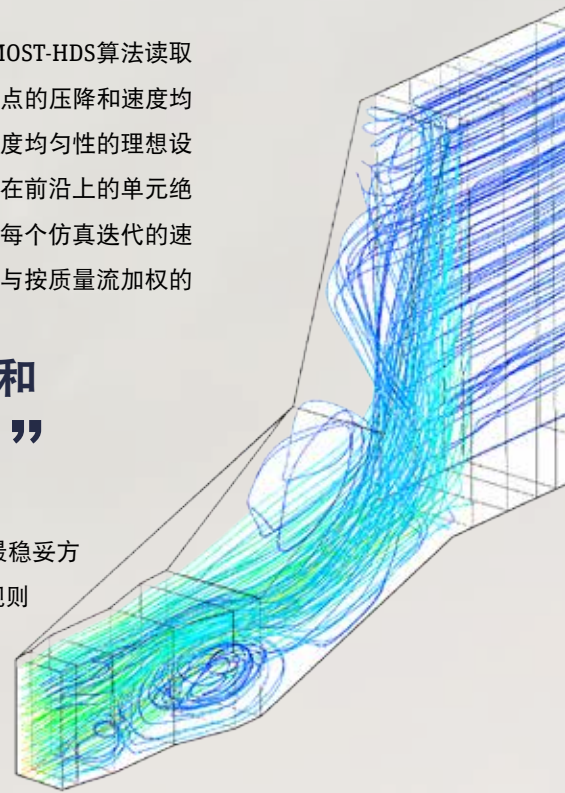 MOST-HDS算法读取
点的压降和速度均
度均匀性的理想设
在前沿上的单元绝
每个仿真迭代的速
与按质量流加权的
和
”
最稳妥方
规则